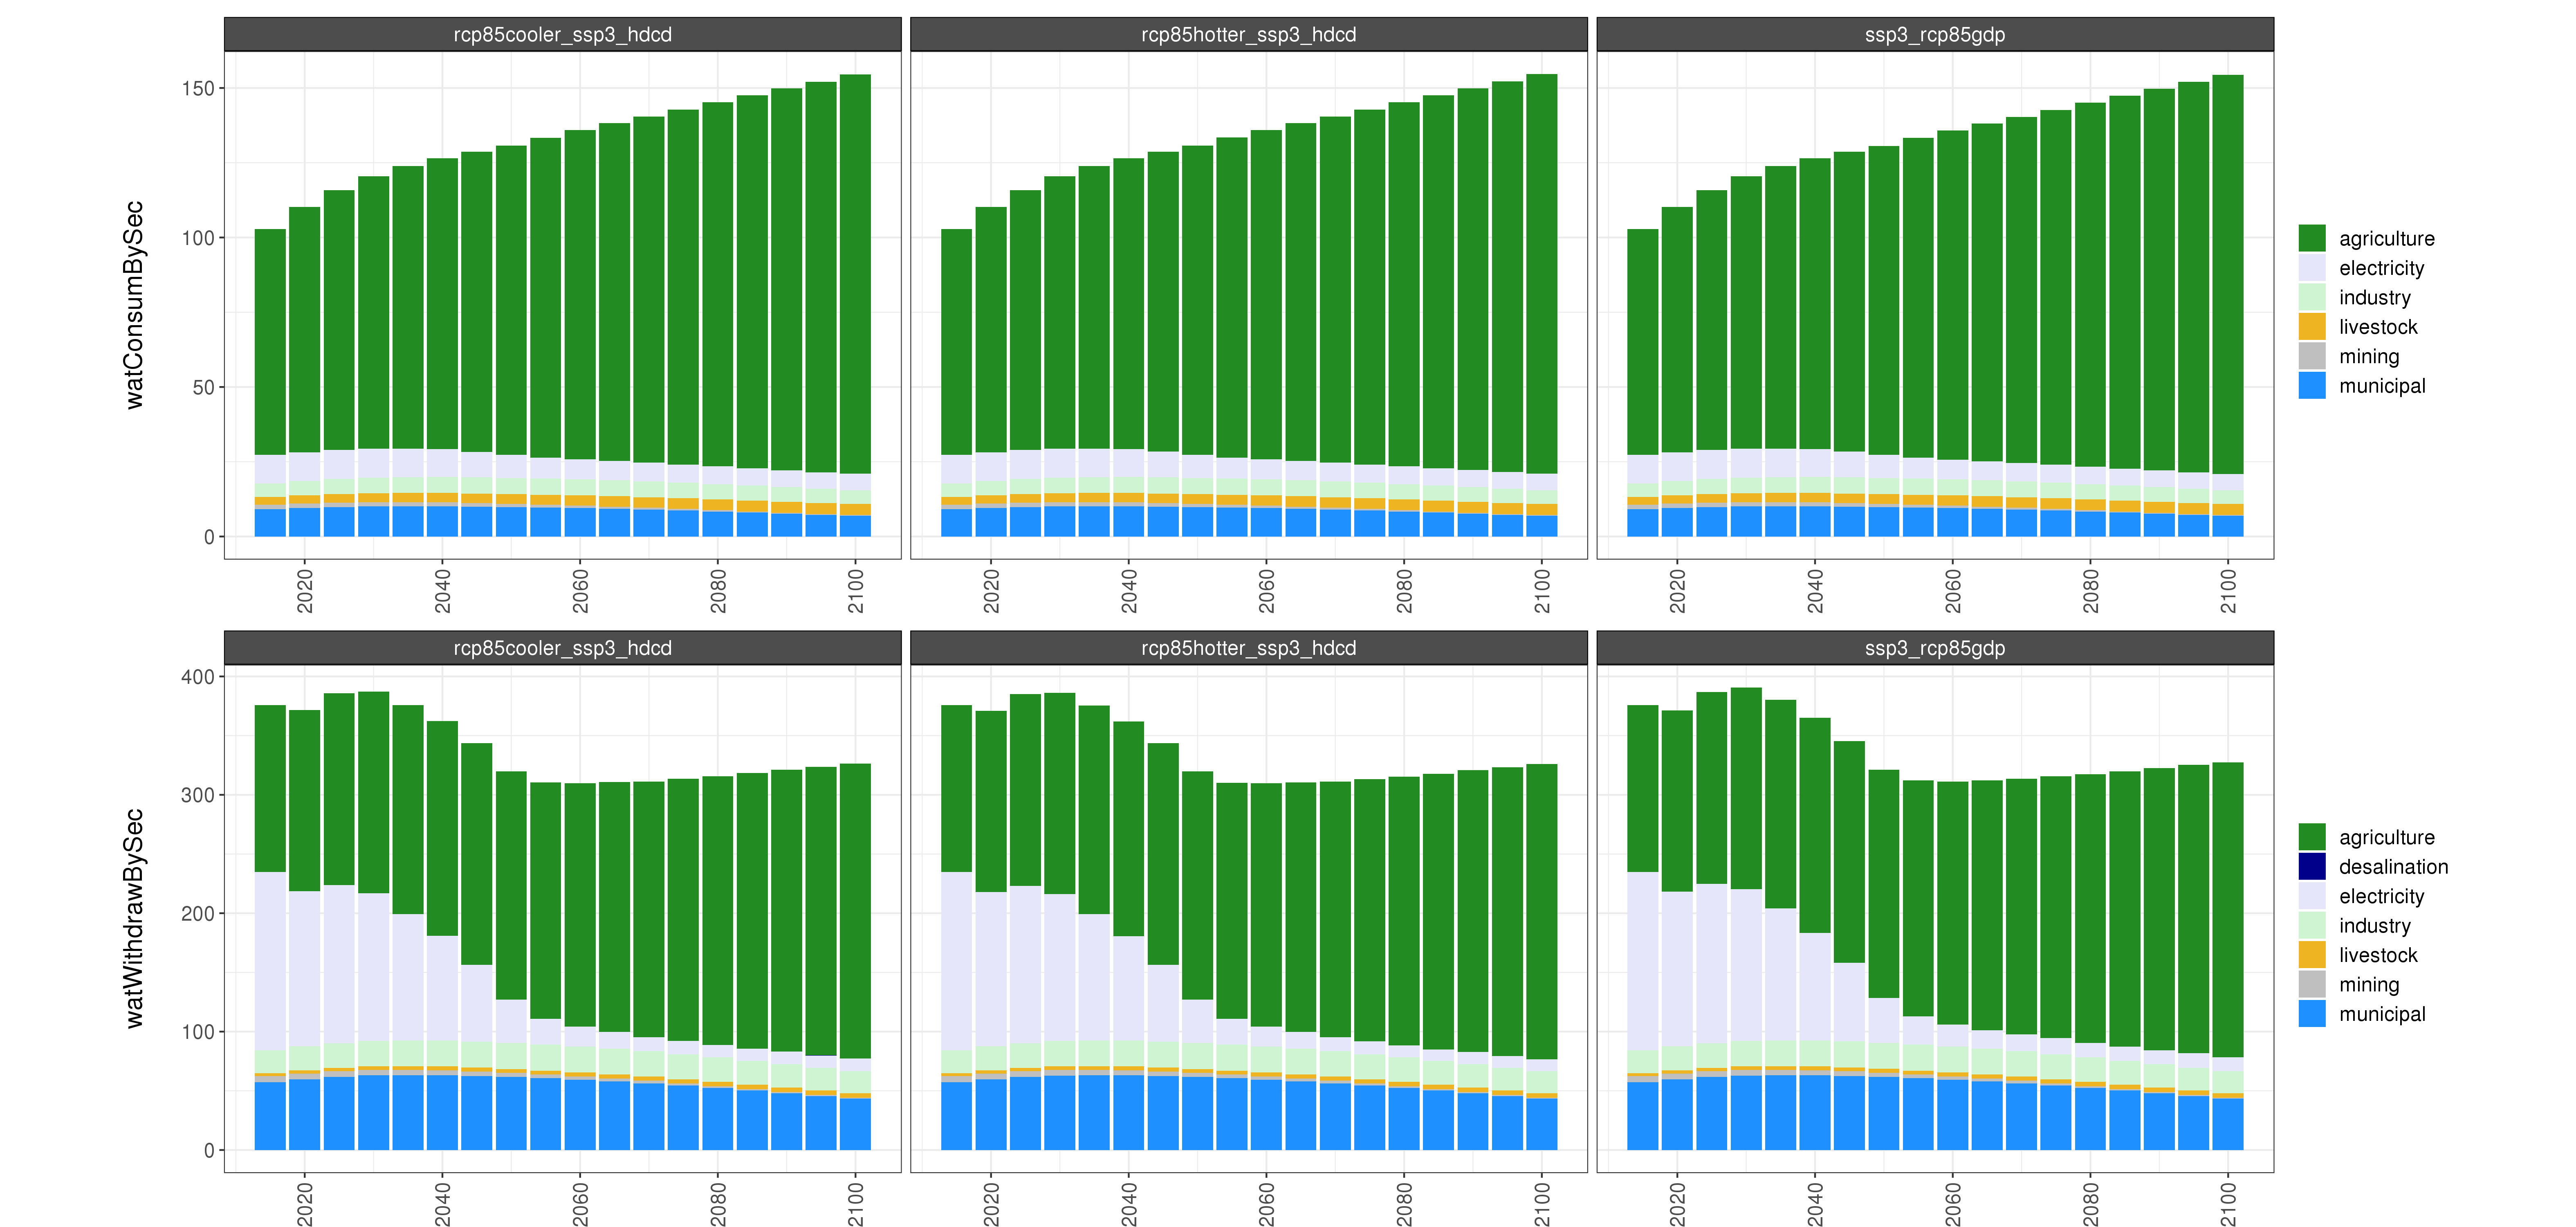 rcp85cooler_ssp3_hdcd rcp85hotter_ssp3_hdcd ssp3_rcp85gdp
watConsumBySec
150
100
50
0
2020 2040 2060 2080 2100 2020 2040 2060 2080 2100 2020 2040 2060 2080 2100
agriculture
electricity
industry
livestock
mining
municipal
rcp85cooler_ssp3_hdcd rcp85hotter_ssp3_hdcd ssp3_rcp85gdp
watWithdrawBySec
400
300
200
100
0
2020 2040 2060 2080 2100 2020 2040 2060 2080 2100 2020 2040 2060 2080 2100
agriculture
desalination
electricity
industry
livestock
mining
municipal